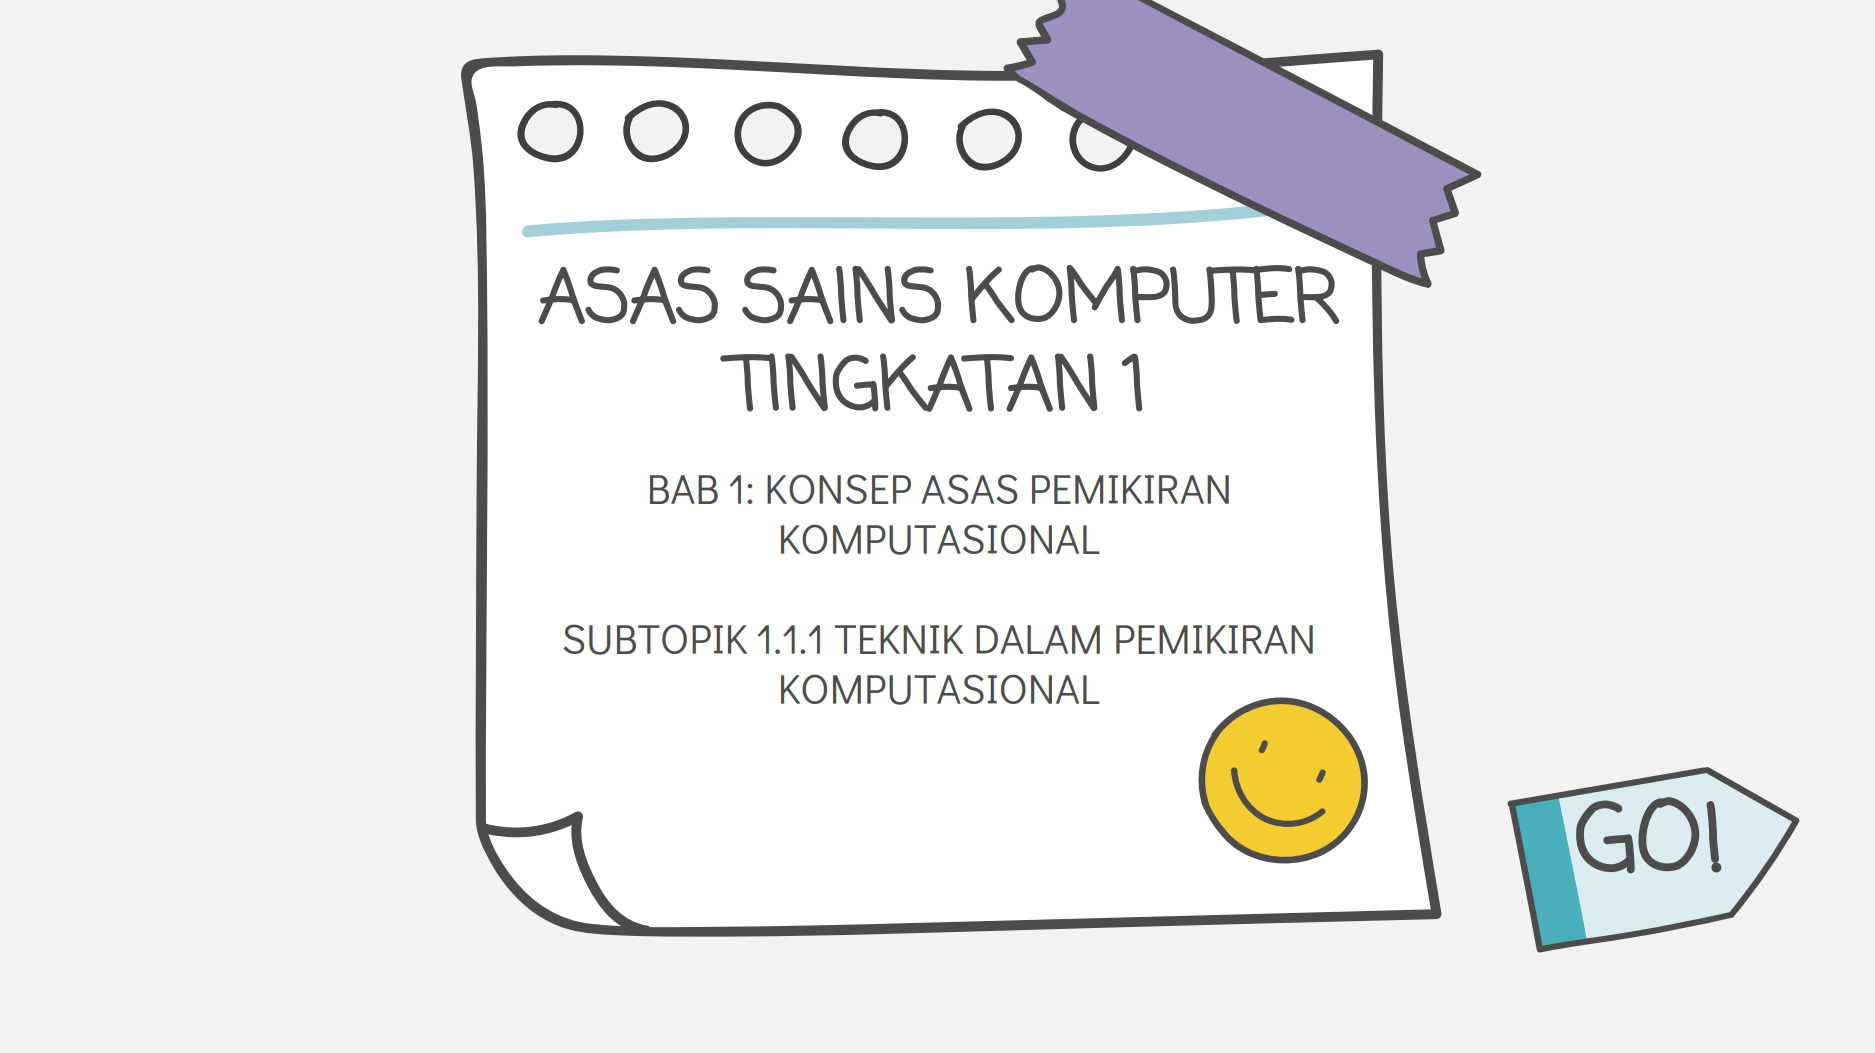 ASAS SAINS KOMPUTER
TINGKATAN 1
BAB 1: KONSEP ASAS PEMIKIRAN
KOMPUTASIONAL
SUBTOPIK 1.1.1 TEKNIK DALAM PEMIKIRAN
KOMPUTASIONAL
GO!